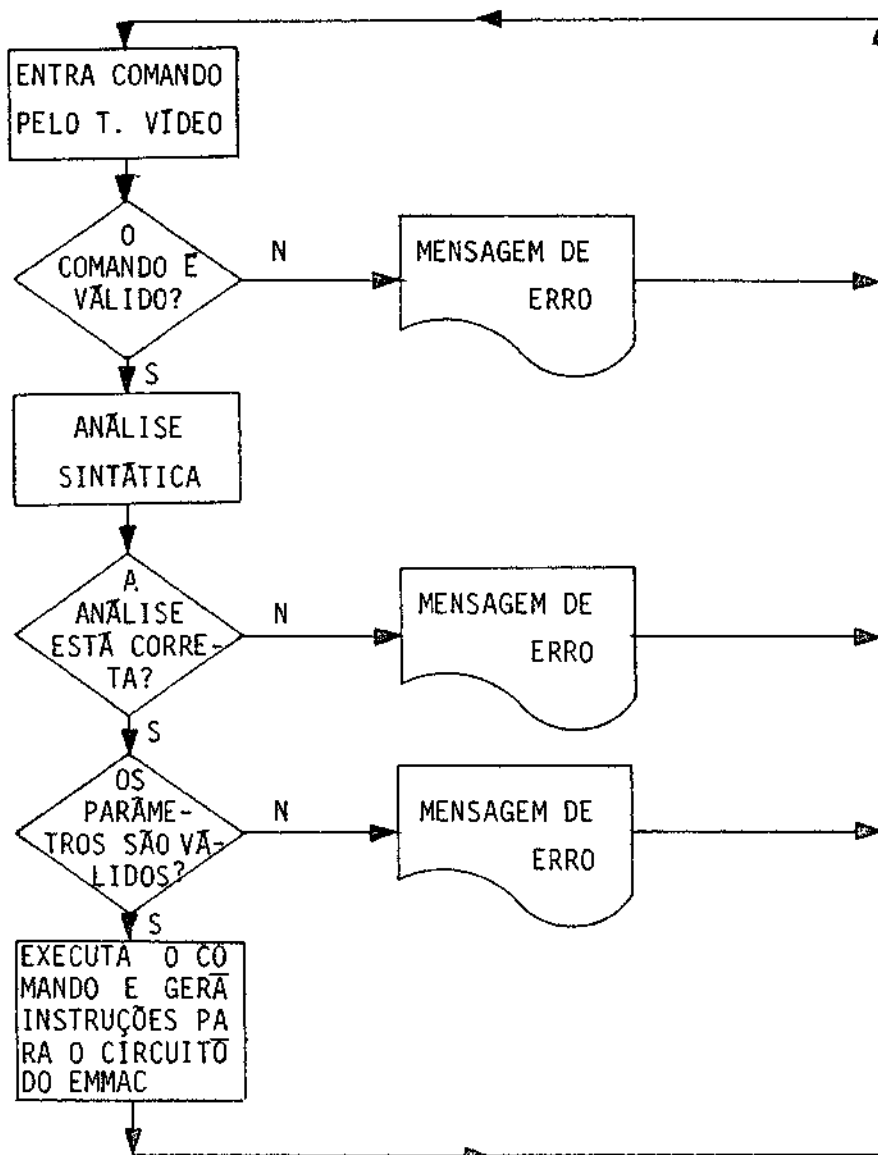 ENTRA COMANDO
PELO T. VÍDEO
O
COMANDO É
VÁLIDO?
N
MENSAGEM DE
ERRO
S
ANÁLISE
SINTÁTICA
A
ANÁLISE
ESTÁ CORRE-
TA?
N
MENSAGEM DE
ERRO
S
OS
PARÂME-
TROS SÃO VÁ-
LIDOS?
N
MENSAGEM DE
ERRO
S
EXECUTA O CO
MANDO E GERA
INSTRUÇÕES PA
RA O CIRCUITO
DO EMMAC